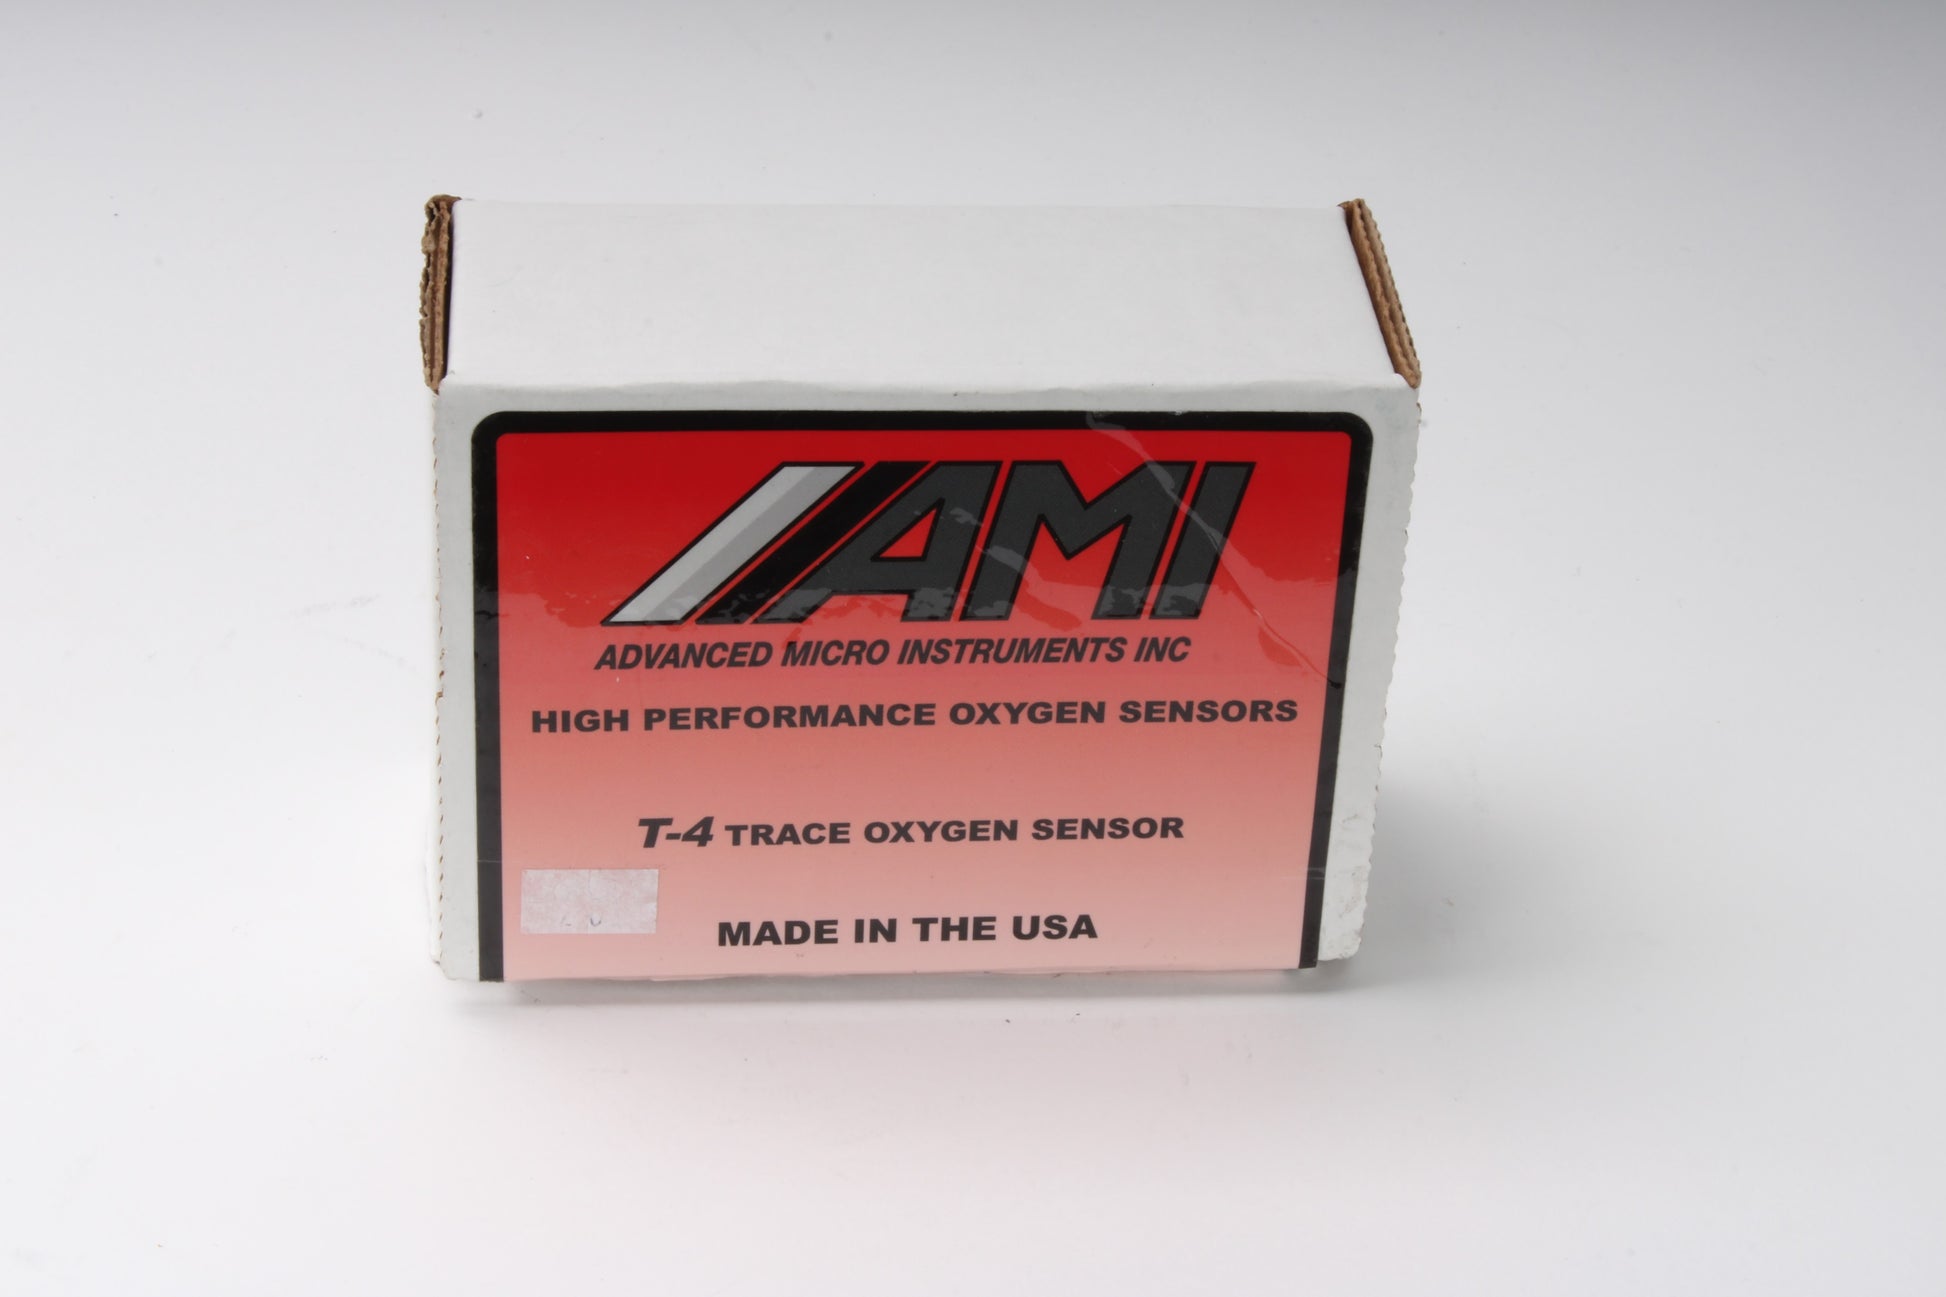 AMI
ADVANCED MICRO INSTRUMENTS INC
HIGH PERFORMANCE OXYGEN SENSORS
T-4 TRACE OXYGEN SENSOR
MADE IN THE USA